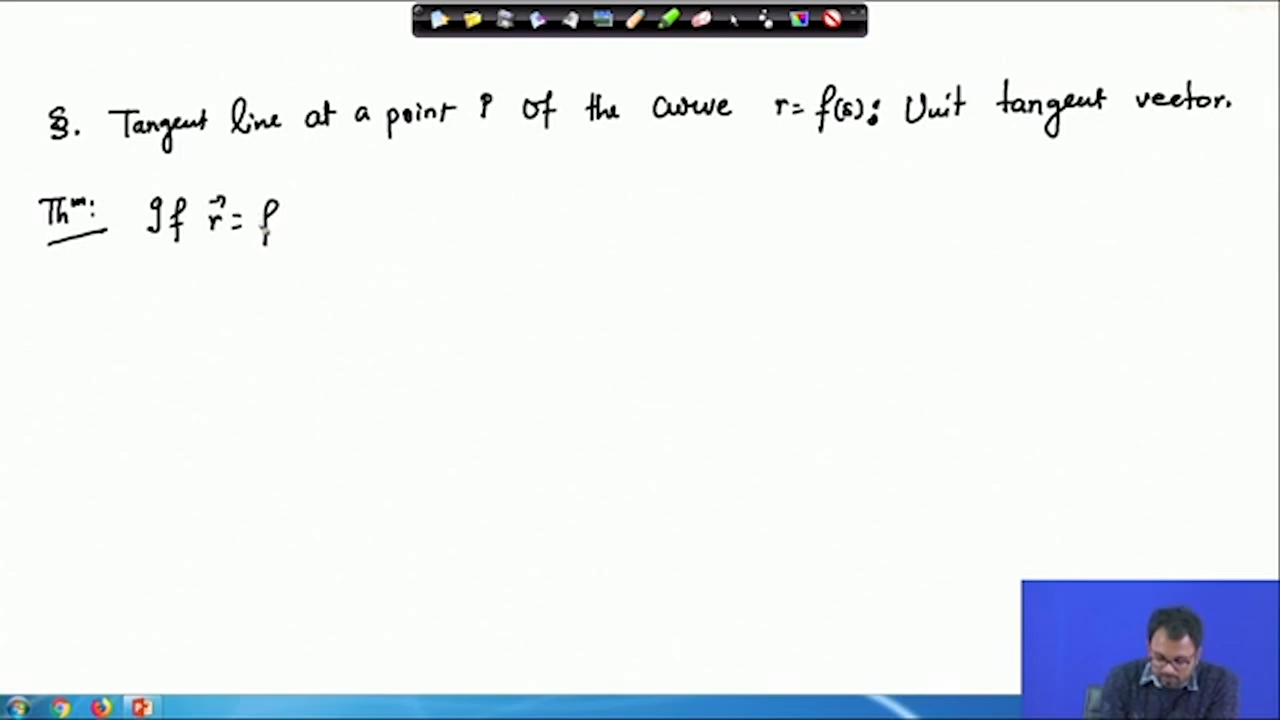 §. Tangent line at a point P of the curve r = f(s): Unit tangent vector.
Thᵐ: If r⃗ = f